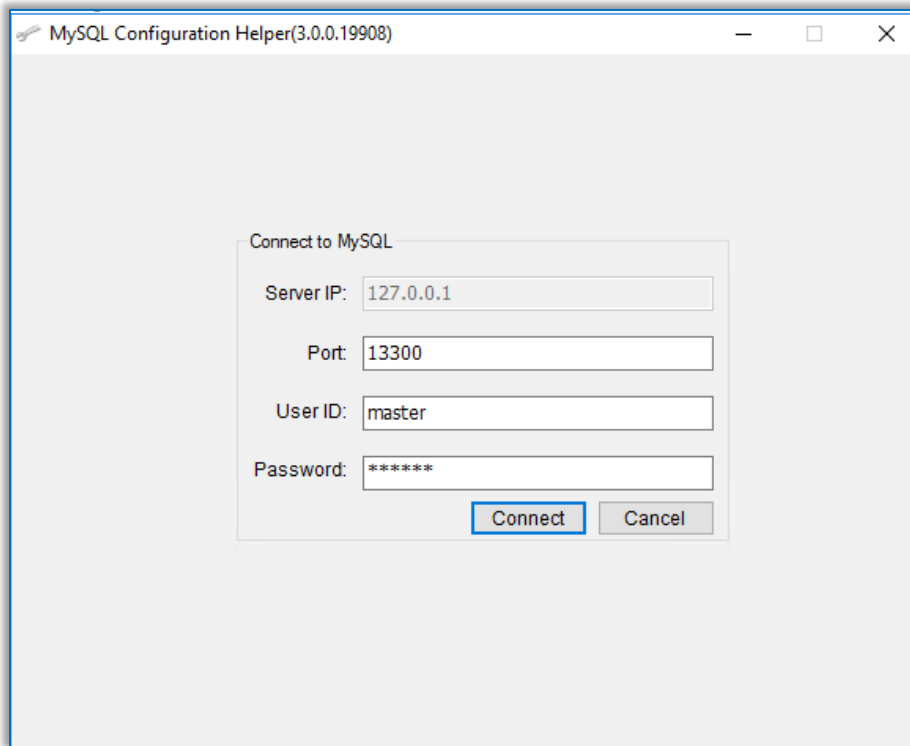 MySQL Configuration Helper(3.0.0.19908)
Connect to MySQL
Server IP: 127.0.0.1
Port: 13300
User ID: master
Password: ******
Connect Cancel